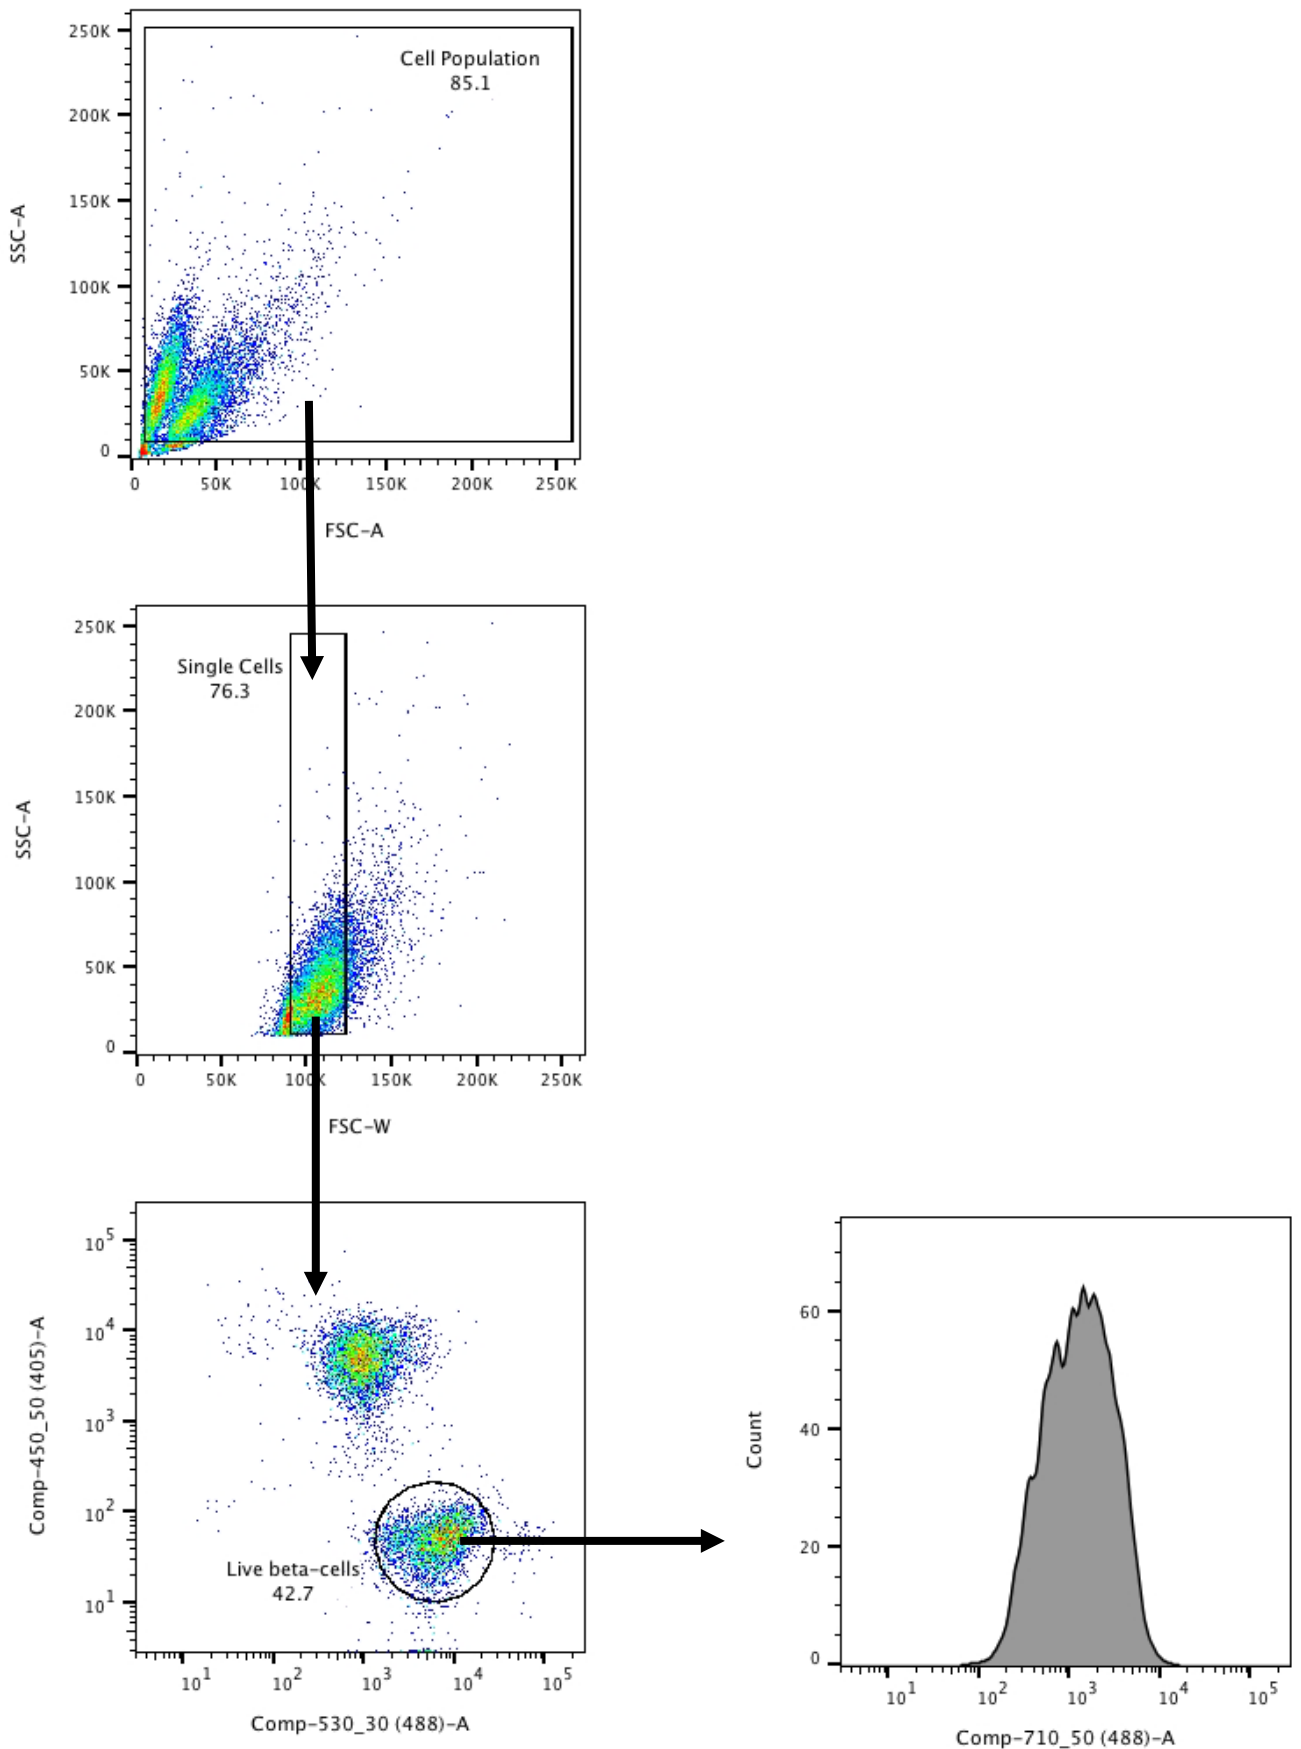 250K
200K
150K
100K
50K
0
SSC-A
Cell Population
85.1
0 50K 100K 150K 200K 250K
FSC-A
250K
200K
150K
100K
50K
0
SSC-A
Single Cells
76.3
0 50K 100K 150K 200K 250K
FSC-W
10^5
10^4
10^3
10^2
10^1
Comp-450_50 (405)-A
Live beta-cells
42.7
10^1 10^2 10^3 10^4 10^5
Comp-530_30 (488)-A
60
40
20
0
Count
10^1 10^2 10^3 10^4 10^5
Comp-710_50 (488)-A